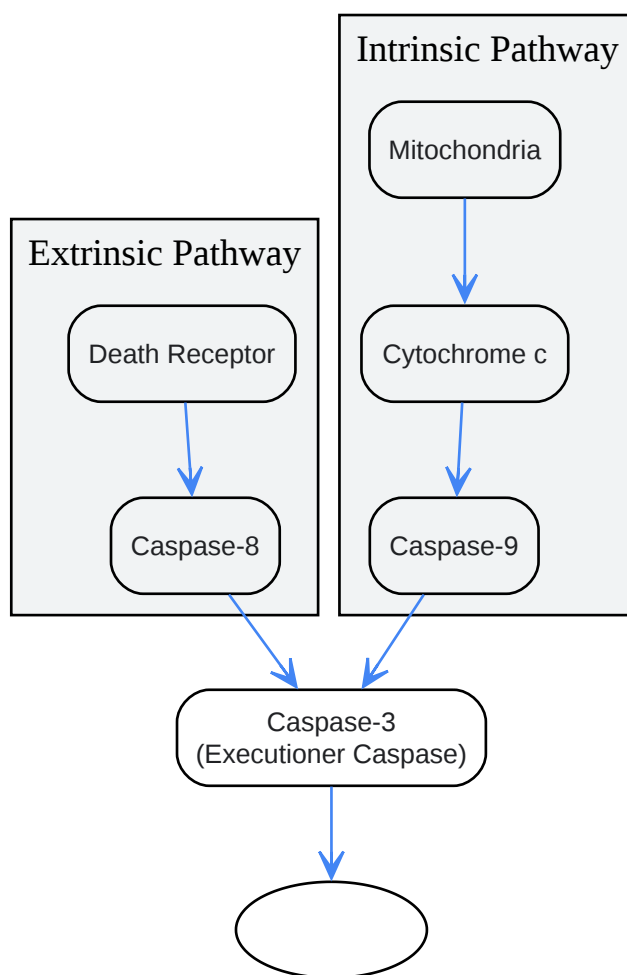 Intrinsic Pathway
Mitochondria
Extrinsic Pathway
Death Receptor
Cytochrome c
Caspase-8
Caspase-9
Caspase-3
(Executioner Caspase)